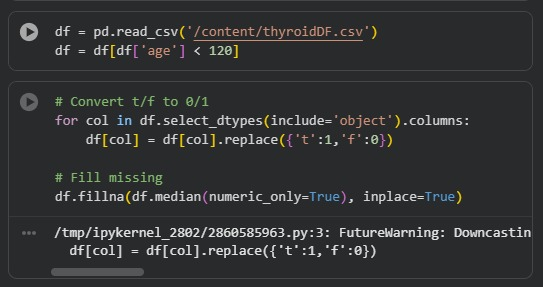 df = pd.read_csv('/content/thyroidDF.csv')
df = df[df['age'] < 120]
# Convert t/f to 0/1
for col in df.select_dtypes(include='object').columns:
    df[col] = df[col].replace({'t':1,'f':0})
# Fill missing
df.fillna(df.median(numeric_only=True), inplace=True)
/tmp/ipykernel_2802/2860585963.py:3: FutureWarning: Downcastin
  df[col] = df[col].replace({'t':1,'f':0})